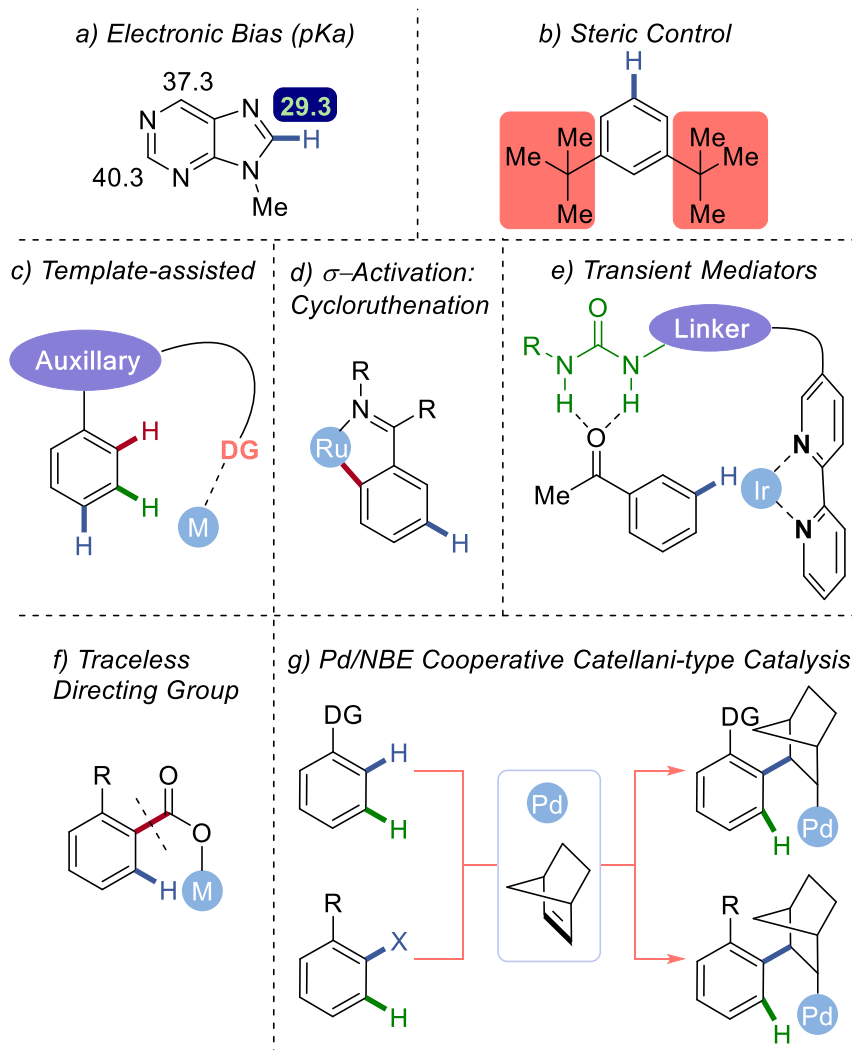 a) Electronic Bias (pKa)
37.3
N
N
29.3
H
40.3
N
N
Me
b) Steric Control
H
Me
Me
Me
Me
Me
Me
c) Template-assisted
Auxillary
H
DG
H
M
H
d) σ–Activation:
Cycloruthenation
R
N
R
Ru
H
e) Transient Mediators
O
Linker
R
N
N
H
H
O
N
H
Ir
Me
N
f) Traceless
Directing Group
R
O
O
H
M
g) Pd/NBE Cooperative Catellani-type Catalysis
DG
H
H
Pd
R
X
H
DG
Pd
H
R
Pd
H